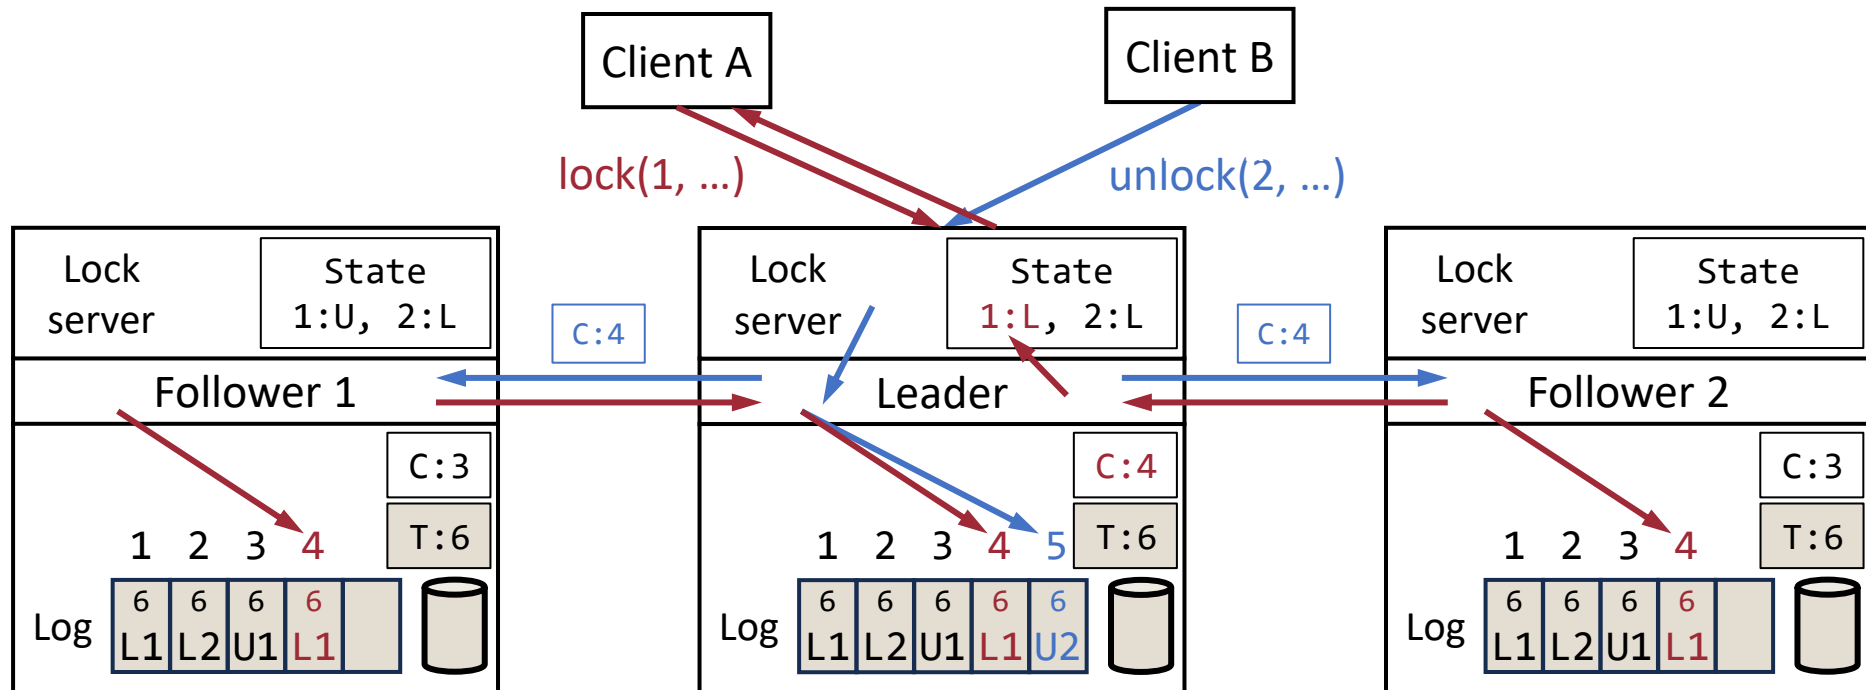 Client A
Client B
lock(1, …)
unlock(2, …)
Lock
server
State
1:U, 2:L
C:4
Lock
server
State
1:L, 2:L
C:4
Lock
server
State
1:U, 2:L
Follower 1
Leader
Follower 2
C:3
T:6
1 2 3 4
6 6 6 6
Log L1 L2 U1 L1
C:4
T:6
1 2 3 4 5
6 6 6 6 6
Log L1 L2 U1 L1 U2
C:3
T:6
1 2 3 4
6 6 6 6
Log L1 L2 U1 L1